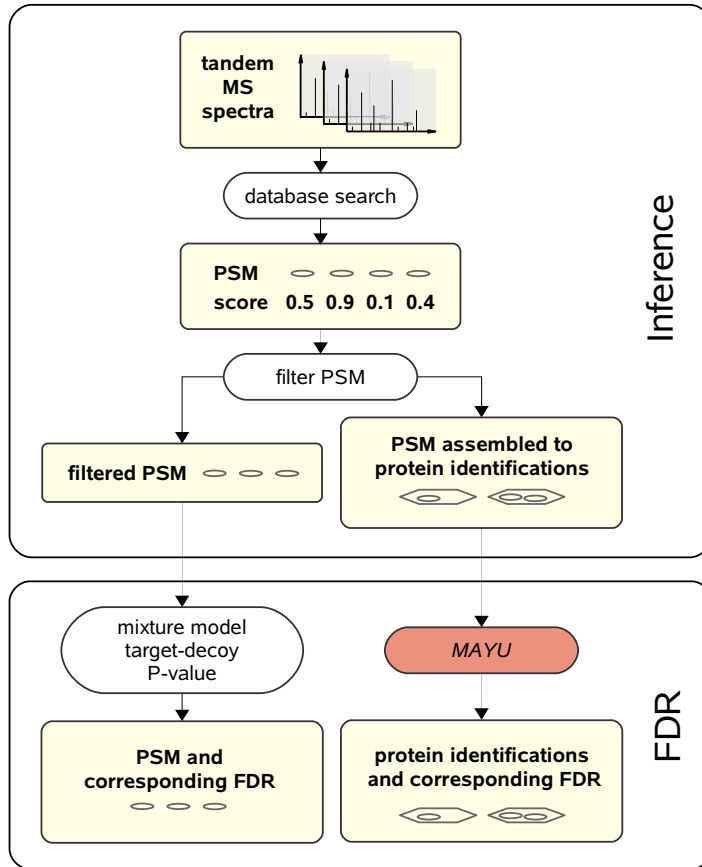 tandem
MS
spectra
database search
PSM
score 0.5 0.9 0.1 0.4
filter PSM
Inference
filtered PSM
PSM assembled to
protein identifications
mixture model
target-decoy
P-value
MAYU
FDR
PSM and
corresponding FDR
protein identifications
and corresponding FDR